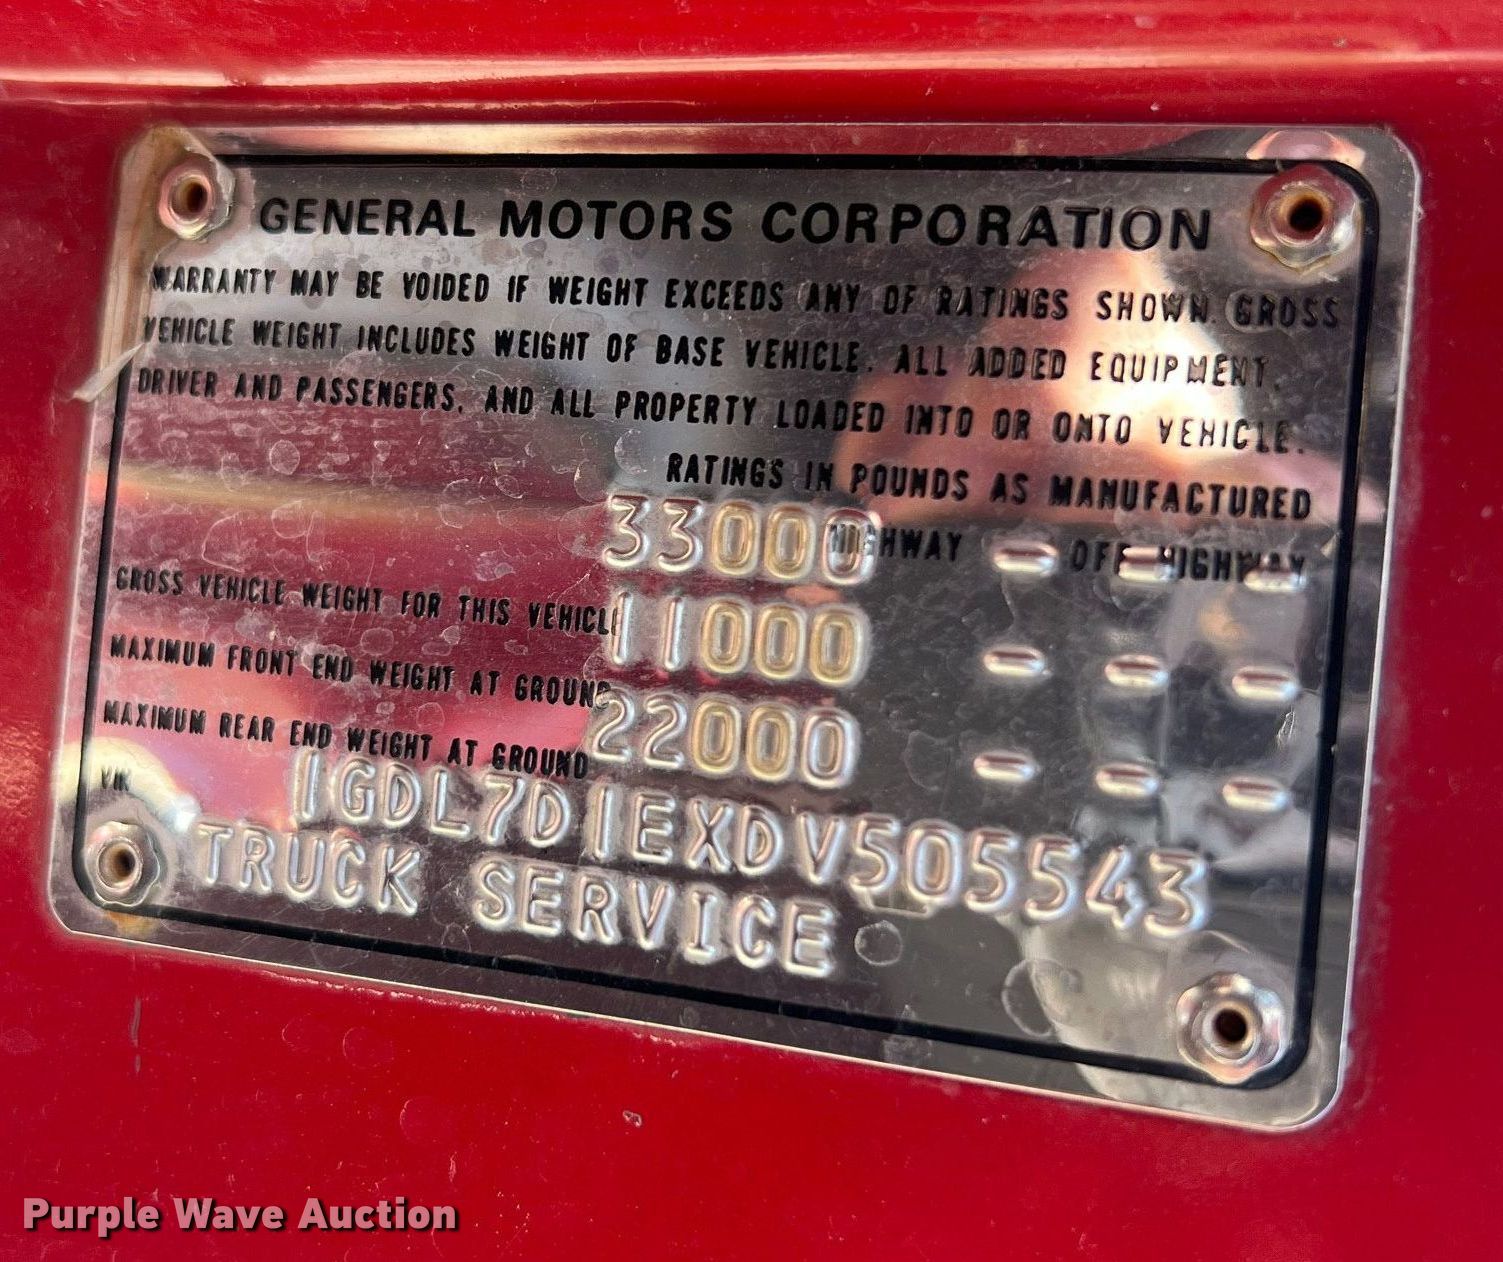 GENERAL MOTORS CORPORATION
WARRANTY MAY BE VOIDED IF WEIGHT EXCEEDS ANY OF RATINGS SHOWN. GROSS
VEHICLE WEIGHT INCLUDES WEIGHT OF BASE VEHICLE. ALL ADDED EQUIPMENT,
DRIVER AND PASSENGERS, AND ALL PROPERTY LOADED INTO OR ONTO VEHICLE.
RATINGS IN POUNDS AS MANUFACTURED
HIGHWAY OFF HIGHWAY
GROSS VEHICLE WEIGHT FOR THIS VEHICLE 33000 - - -
MAXIMUM FRONT END WEIGHT AT GROUND 11000 - - -
MAXIMUM REAR END WEIGHT AT GROUND 22000 - - -
VIN 1GDL7D1EXDV505543
TRUCK SERVICE
Purple Wave Auction